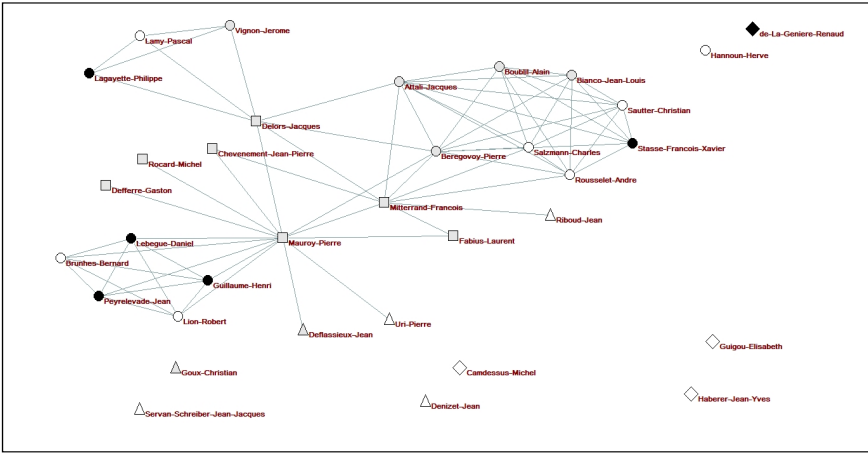 Vignon-Jerome
de-La-Geniere-Renaud
Lamy-Pascal
Hannoun-Herve
Lagayette-Philippe
Boublil-Alain
Bianco-Jean-Louis
Attali-Jacques
Sautter-Christian
Delors-Jacques
Chevenement-Jean-Pierre
Beregovoy-Pierre
Salzmann-Charles
Stasse-Francois-Xavier
Rocard-Michel
Rousselet-Andre
Defferre-Gaston
Mitterrand-Francois
Riboud-Jean
Lebegue-Daniel
Mauroy-Pierre
Fabius-Laurent
Brunhes-Bernard
Guillaume-Henri
Peyrelevade-Jean
Lion-Robert
Uri-Pierre
Deflassieux-Jean
Guigou-Elisabeth
Goux-Christian
Camdessus-Michel
Haberer-Jean-Yves
Denizet-Jean
Servan-Schreiber-Jean-Jacques